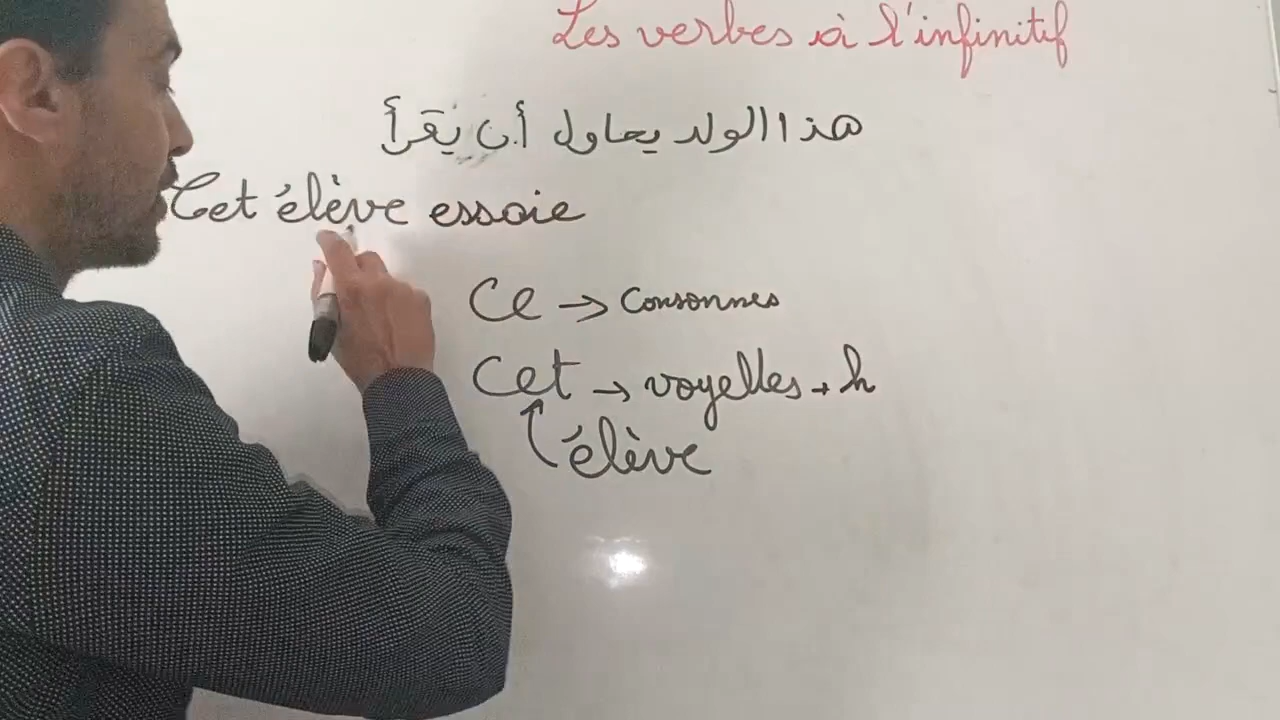 Les verbes à l'infinitif
هذا الولد يحاول أن يقرأ
Cet élève essaie
Ce → consonnes
Cet → voyelles + h
élève